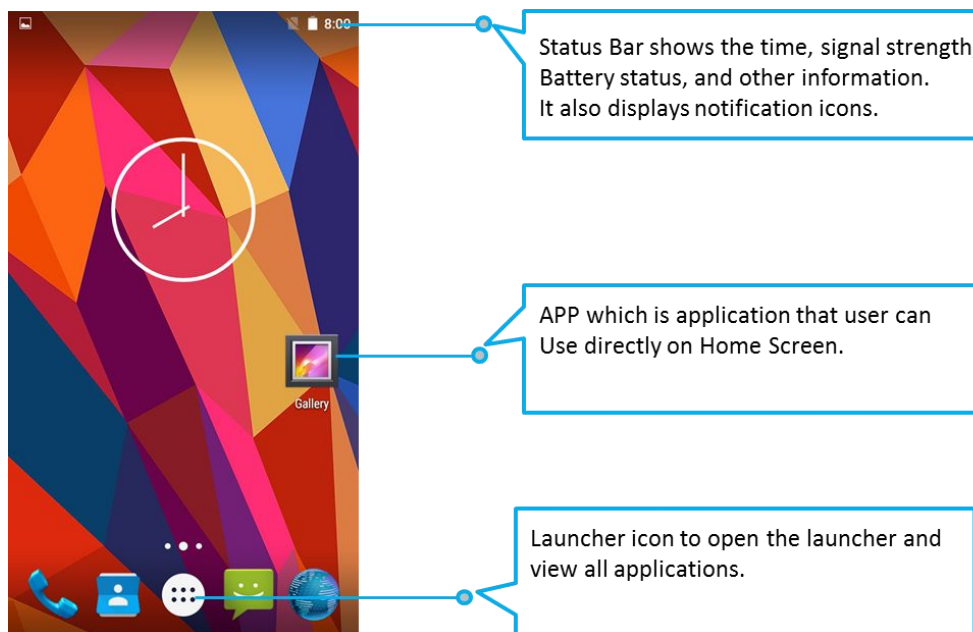 8:00
Status Bar shows the time, signal strength,
Battery status, and other information.
It also displays notification icons.
APP which is application that user can
Use directly on Home Screen.
Gallery
Launcher icon to open the launcher and
view all applications.